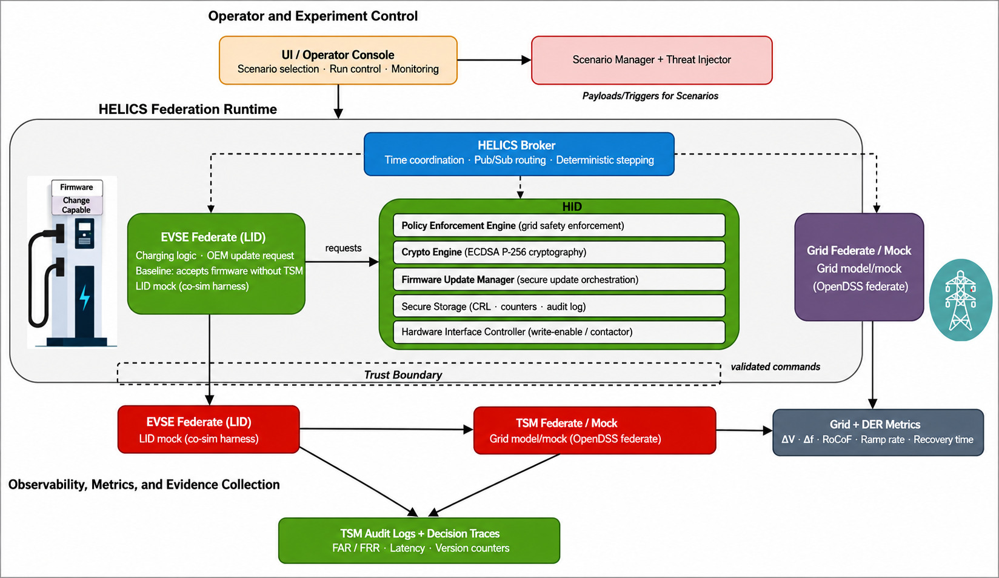 Operator and Experiment Control
UI / Operator Console
Scenario selection · Run control · Monitoring
Scenario Manager + Threat Injector
Payloads/Triggers for Scenarios
HELICS Federation Runtime
HELICS Broker
Time coordination · Pub/Sub routing · Deterministic stepping
Firmware
Change
Capable
EVSE Federate (LID)
Charging logic · OEM update request
Baseline: accepts firmware without TSM
LID mock (co-sim harness)
requests
HID
Policy Enforcement Engine (grid safety enforcement)
Crypto Engine (ECDSA P-256 cryptography)
Firmware Update Manager (secure update orchestration)
Secure Storage (CRL · counters · audit log)
Hardware Interface Controller (write-enable / contactor)
Grid Federate / Mock
Grid model/mock
(OpenDSS federate)
Trust Boundary
validated commands
EVSE Federate (LID)
LID mock (co-sim harness)
TSM Federate / Mock
Grid model/mock (OpenDSS federate)
Grid + DER Metrics
ΔV · Δf · RoCoF · Ramp rate · Recovery time
Observability, Metrics, and Evidence Collection
TSM Audit Logs + Decision Traces
FAR / FRR · Latency · Version counters